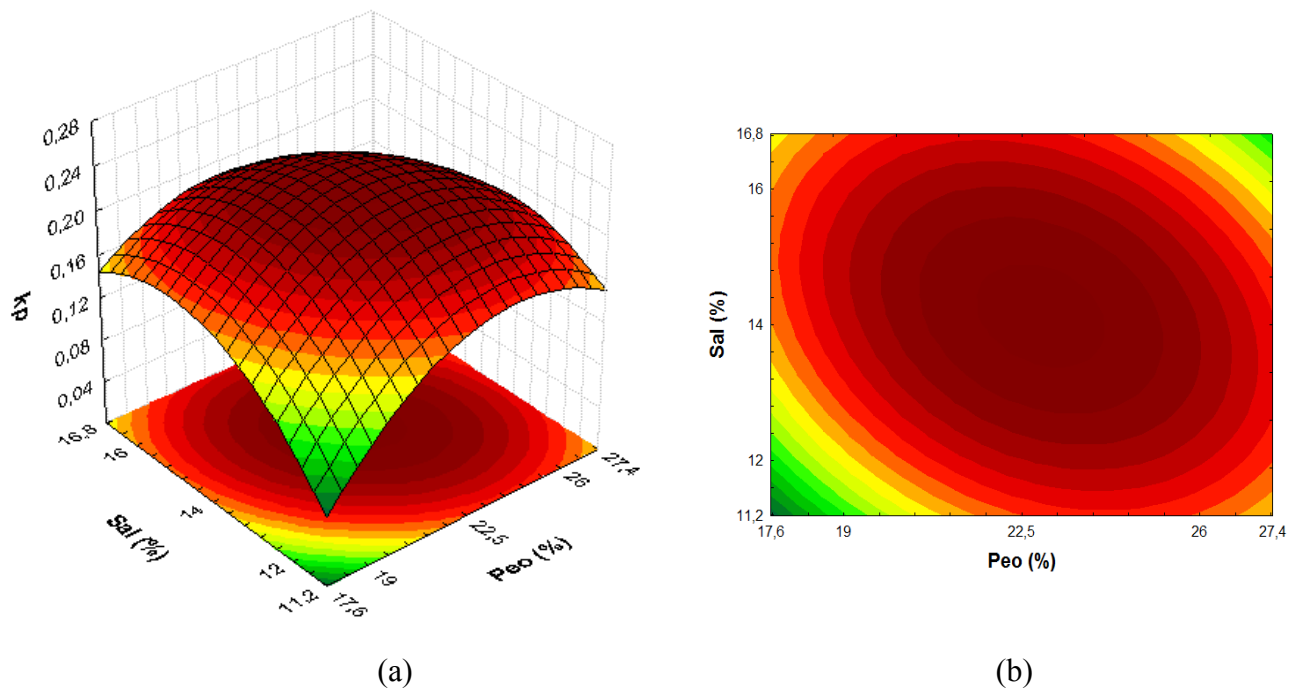 0,28
0,24
0,20
0,16
0,12
0,08
0,04
kp
16,8
16
14
12
11,2
Sal (%)
17,6
19
22,5
26
27,4
Peo (%)
(a)
16,8
16
14
12
11,2
Sal (%)
17,6 19 22,5 26 27,4
Peo (%)
(b)